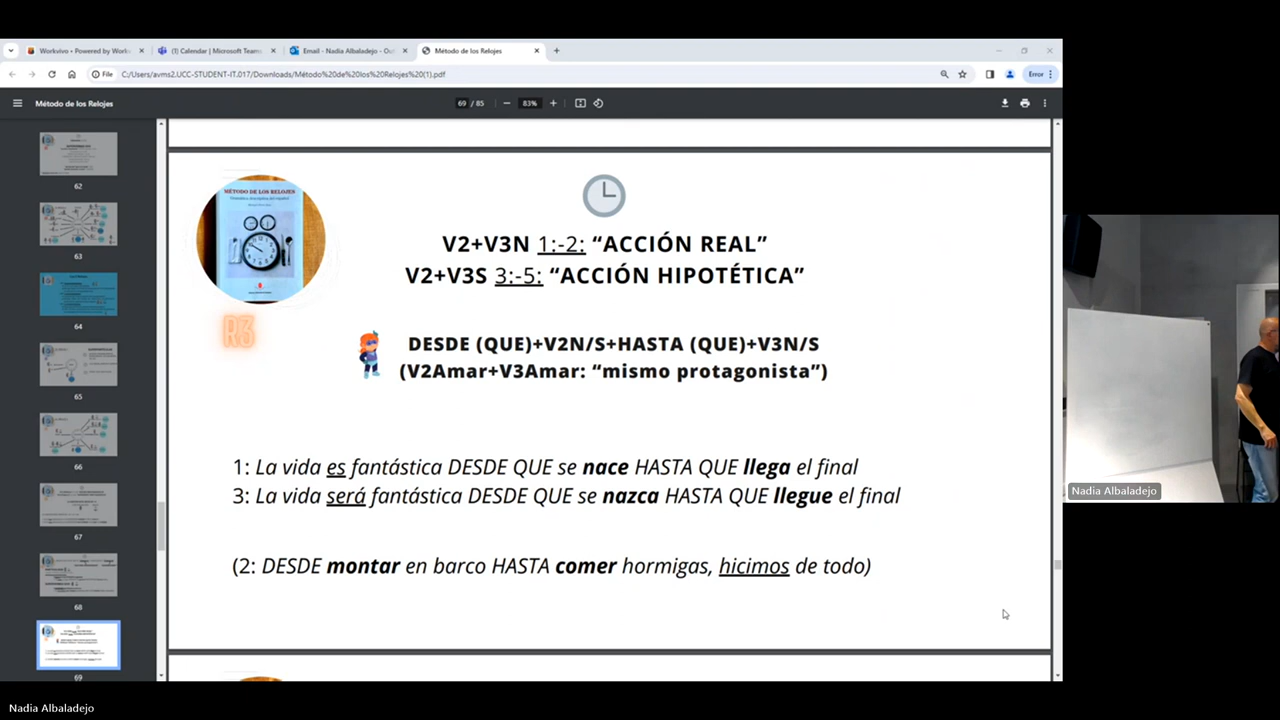 Workvivo • Powered by Work
(1) Calendar | Microsoft Teams
Email - Nadia Albaladejo - Ou
Método de los Relojes
File
C:/Users/avms2.UCC-STUDENT-IT.017/Downloads/Método%20de%20los%20Relojes%20(1).pdf
Error
Método de los Relojes
69 / 85
83%
62
63
64
65
66
67
68
69
MÉTODO DE LOS RELOJES
R3
V2+V3N 1:-2: “ACCIÓN REAL”
V2+V3S 3:-5: “ACCIÓN HIPOTÉTICA”
DESDE (QUE)+V2N/S+HASTA (QUE)+V3N/S
(V2Amar+V3Amar: “mismo protagonista”)
1: La vida es fantástica DESDE QUE se nace HASTA QUE llega el final
3: La vida será fantástica DESDE QUE se nazca HASTA QUE llegue el final
(2: DESDE montar en barco HASTA comer hormigas, hicimos de todo)
Nadia Albaladejo
Nadia Albaladejo